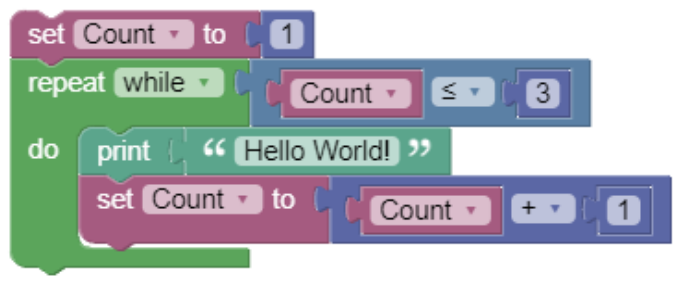 set Count to 1
repeat while Count ≤ 3
do print “ Hello World! ”
set Count to Count + 1